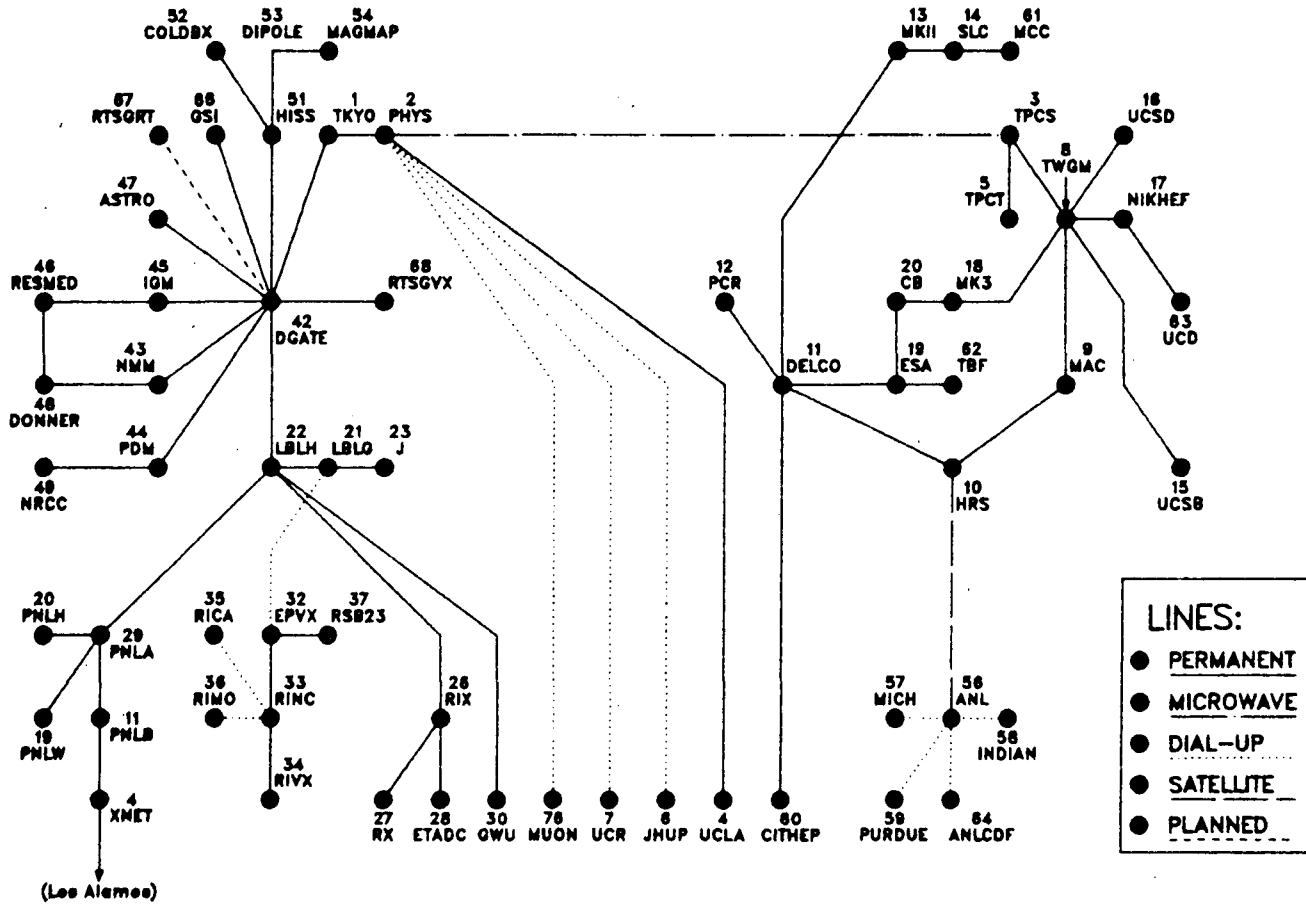 52
COLDBX
53
DIPOLE
54
MAGMAP
13
MKII
14
SLC
61
MCC
67
RTSGRT
66
GSI
51
HISS
1
TKYO
2
PHYS
3
TPCS
16
UCSD
8
TWGM
47
ASTRO
5
TPCT
17
NIKHEF
46
RESMED
45
IGM
68
RTSGVX
12
PCR
20
CB
18
MK3
42
DGATE
63
UCD
43
NMM
11
DELCO
19
ESA
62
TBF
9
MAC
48
DONNER
44
PDM
22
LBLH
21
LBLG
23
J
49
NRCC
10
HRS
15
UCSB
20
PNLH
29
PNLA
35
RICA
32
EPVX
37
RSB23
36
RIMO
33
RINC
26
RIX
57
MICH
56
ANL
58
INDIAN
19
PNLW
11
PNLB
34
RIVX
4
XNET
27
RX
28
ETADC
30
GWU
76
MUON
7
UCR
6
JHUP
4
UCLA
60
CITHEP
59
PURDUE
64
ANLCDF
(Los Alamos)
LINES:
PERMANENT
MICROWAVE
DIAL-UP
SATELLITE
PLANNED